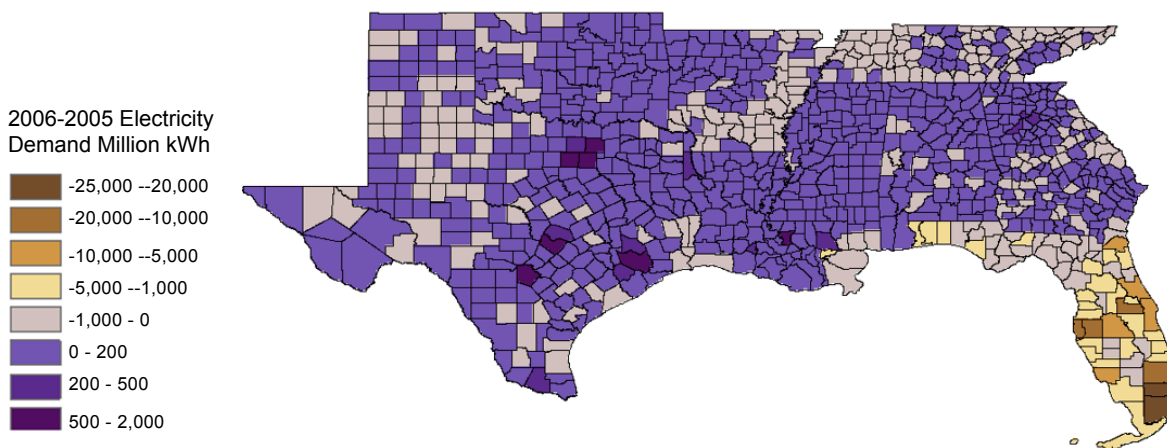 2006-2005 Electricity
Demand Million kWh
-25,000 --20,000
-20,000 --10,000
-10,000 --5,000
-5,000 --1,000
-1,000 - 0
0 - 200
200 - 500
500 - 2,000